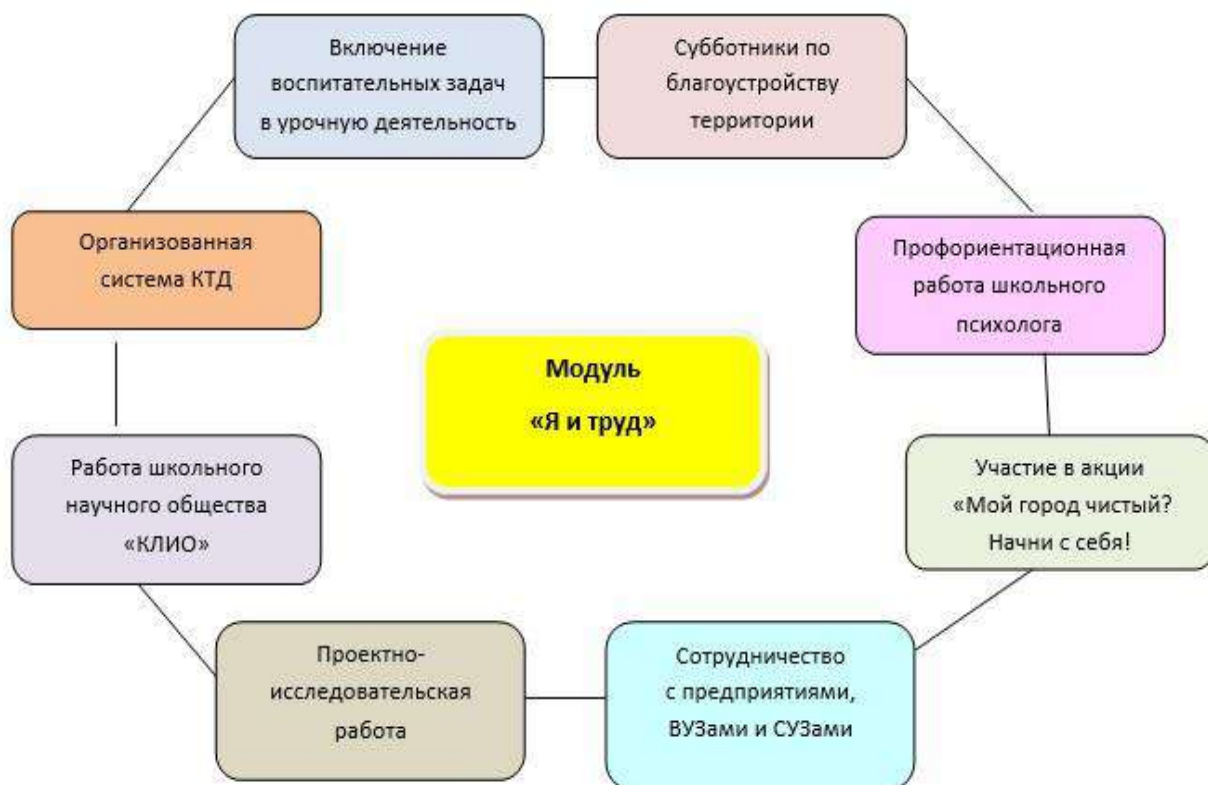 Включение
воспитательных задач
в урочную деятельность
Субботники по
благоустройству
территории
Организованная
система КТД
Профориентационная
работа школьного
психолога
Модуль
«Я и труд»
Работа школьного
научного общества
«КЛИО»
Участие в акции
«Мой город чистый?
Начни с себя!
Проектно-
исследовательская
работа
Сотрудничество
с предприятиями,
ВУЗами и СУЗами